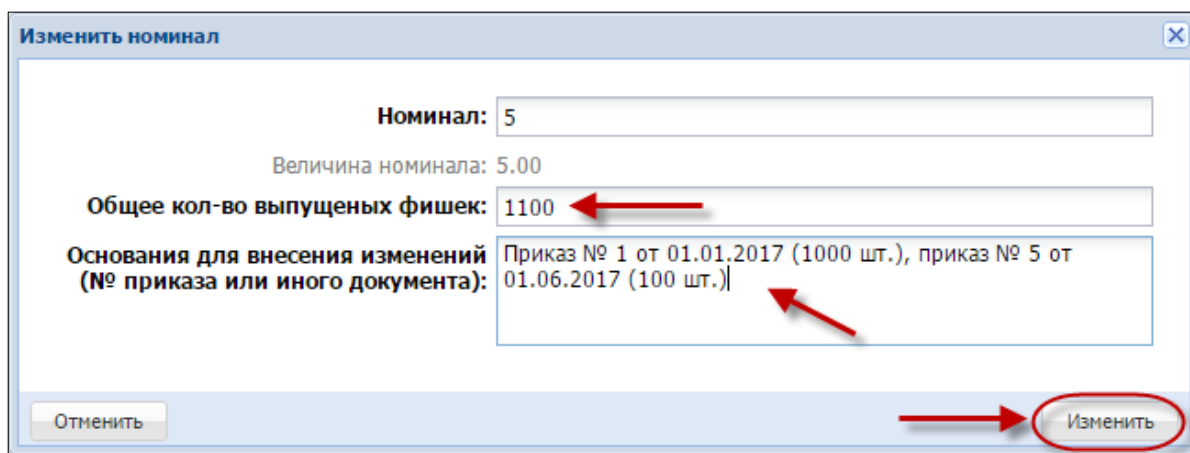 Изменить номинал
Номинал: 5
Величина номинала: 5.00
Общее кол-во выпущеных фишек: 1100
Основания для внесения изменений
(№ приказа или иного документа):
Приказ № 1 от 01.01.2017 (1000 шт.), приказ № 5 от
01.06.2017 (100 шт.)
Отменить
Изменить